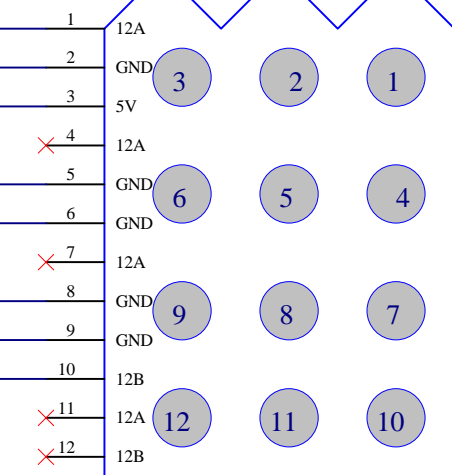 1 12A
2 GND 3 2 1
3 5V
4 12A
5 GND 6 5 4
6 GND
7 12A
8 GND 9 8 7
9 GND
10 12B
11 12A 12 11 10
12 12B